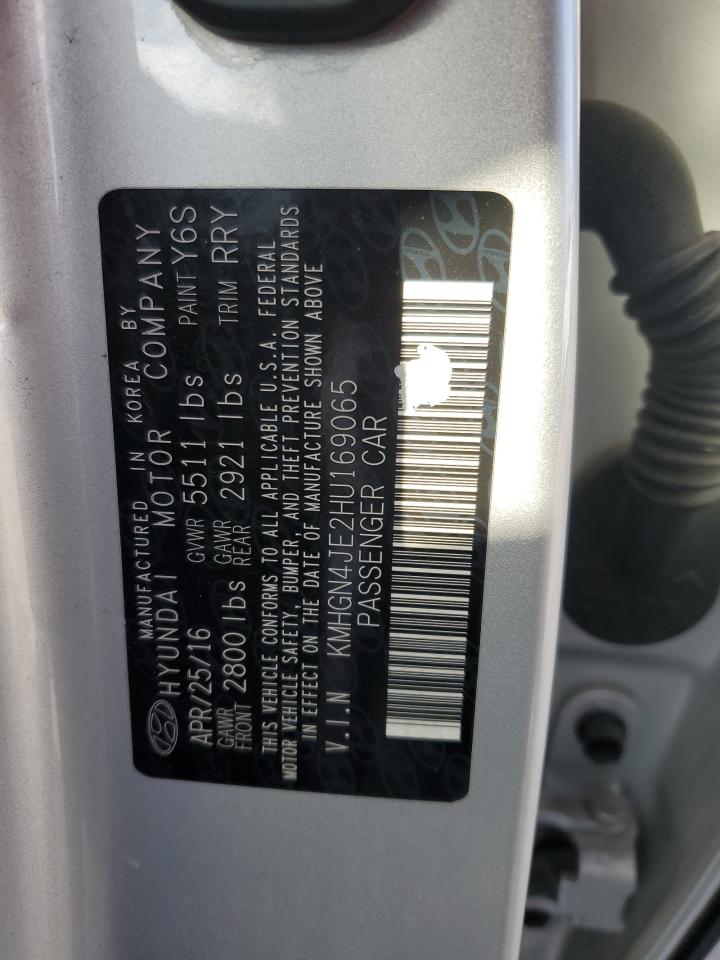 MANUFACTURED IN KOREA BY
HYUNDAI MOTOR COMPANY
APR/25/16 GVWR 5511 lbs PAINT Y6S
GAWR FRONT 2800 lbs GAWR REAR 2921 lbs TRIM RRY
THIS VEHICLE CONFORMS TO ALL APPLICABLE U.S.A. FEDERAL
MOTOR VEHICLE SAFETY, BUMPER, AND THEFT PREVENTION STANDARDS
IN EFFECT ON THE DATE OF MANUFACTURE SHOWN ABOVE
V.I.N KMHGN4JE2HU169065
PASSENGER CAR